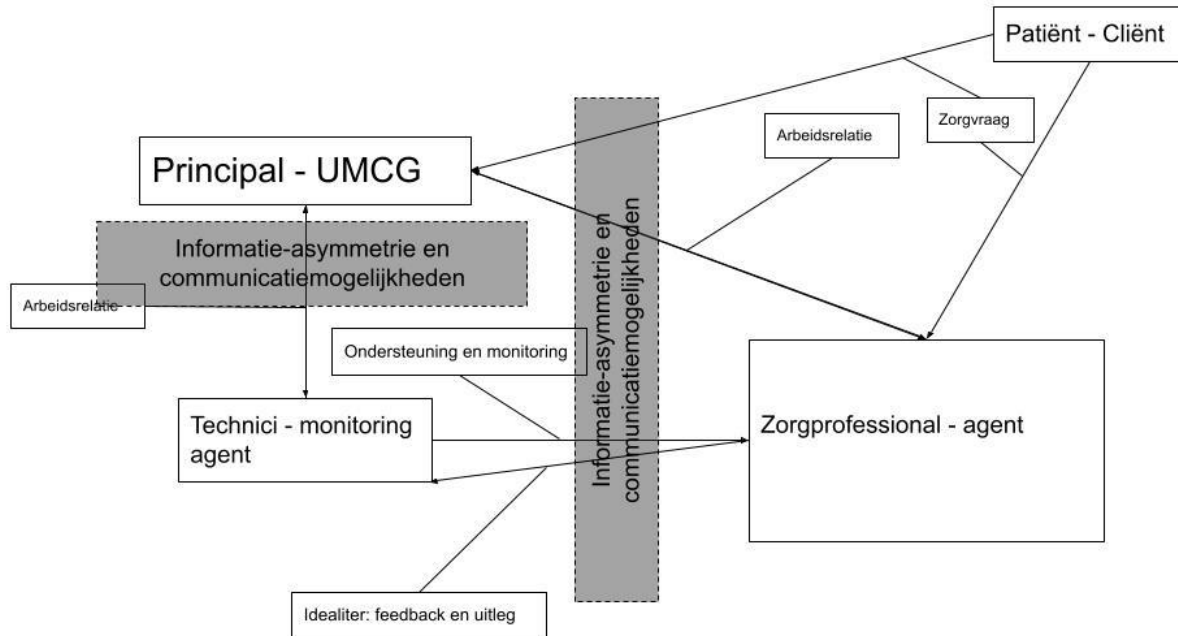 Patiënt - Cliënt
Arbeidsrelatie
Zorgvraag
Principal - UMCG
Informatie-asymmetrie en
communicatiemogelijkheden
Informatie-asymmetrie en
communicatiemogelijkheden
Arbeidsrelatie
Ondersteuning en monitoring
Technici - monitoring
agent
Zorgprofessional - agent
Idealiter: feedback en uitleg